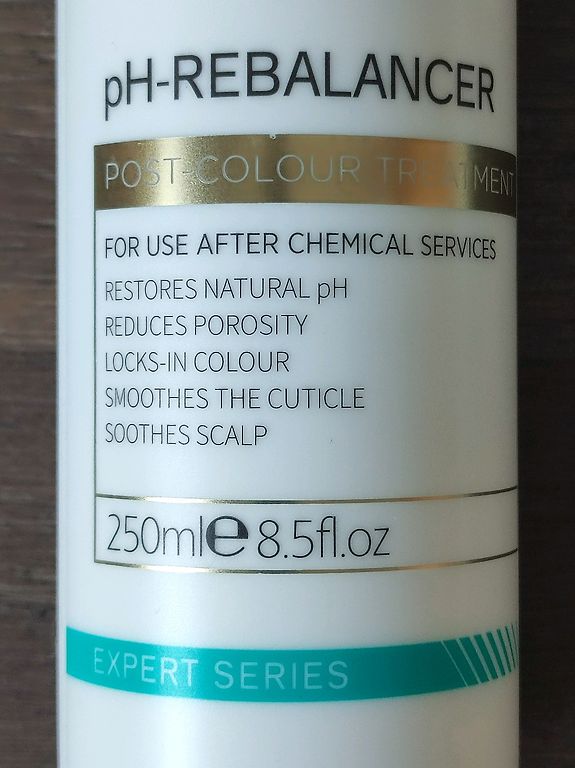 pH-REBALANCER
POST-COLOUR TREATMENT
FOR USE AFTER CHEMICAL SERVICES
RESTORES NATURAL pH
REDUCES POROSITY
LOCKS-IN COLOUR
SMOOTHES THE CUTICLE
SOOTHES SCALP
250ml℮ 8.5fl.oz
EXPERT SERIES